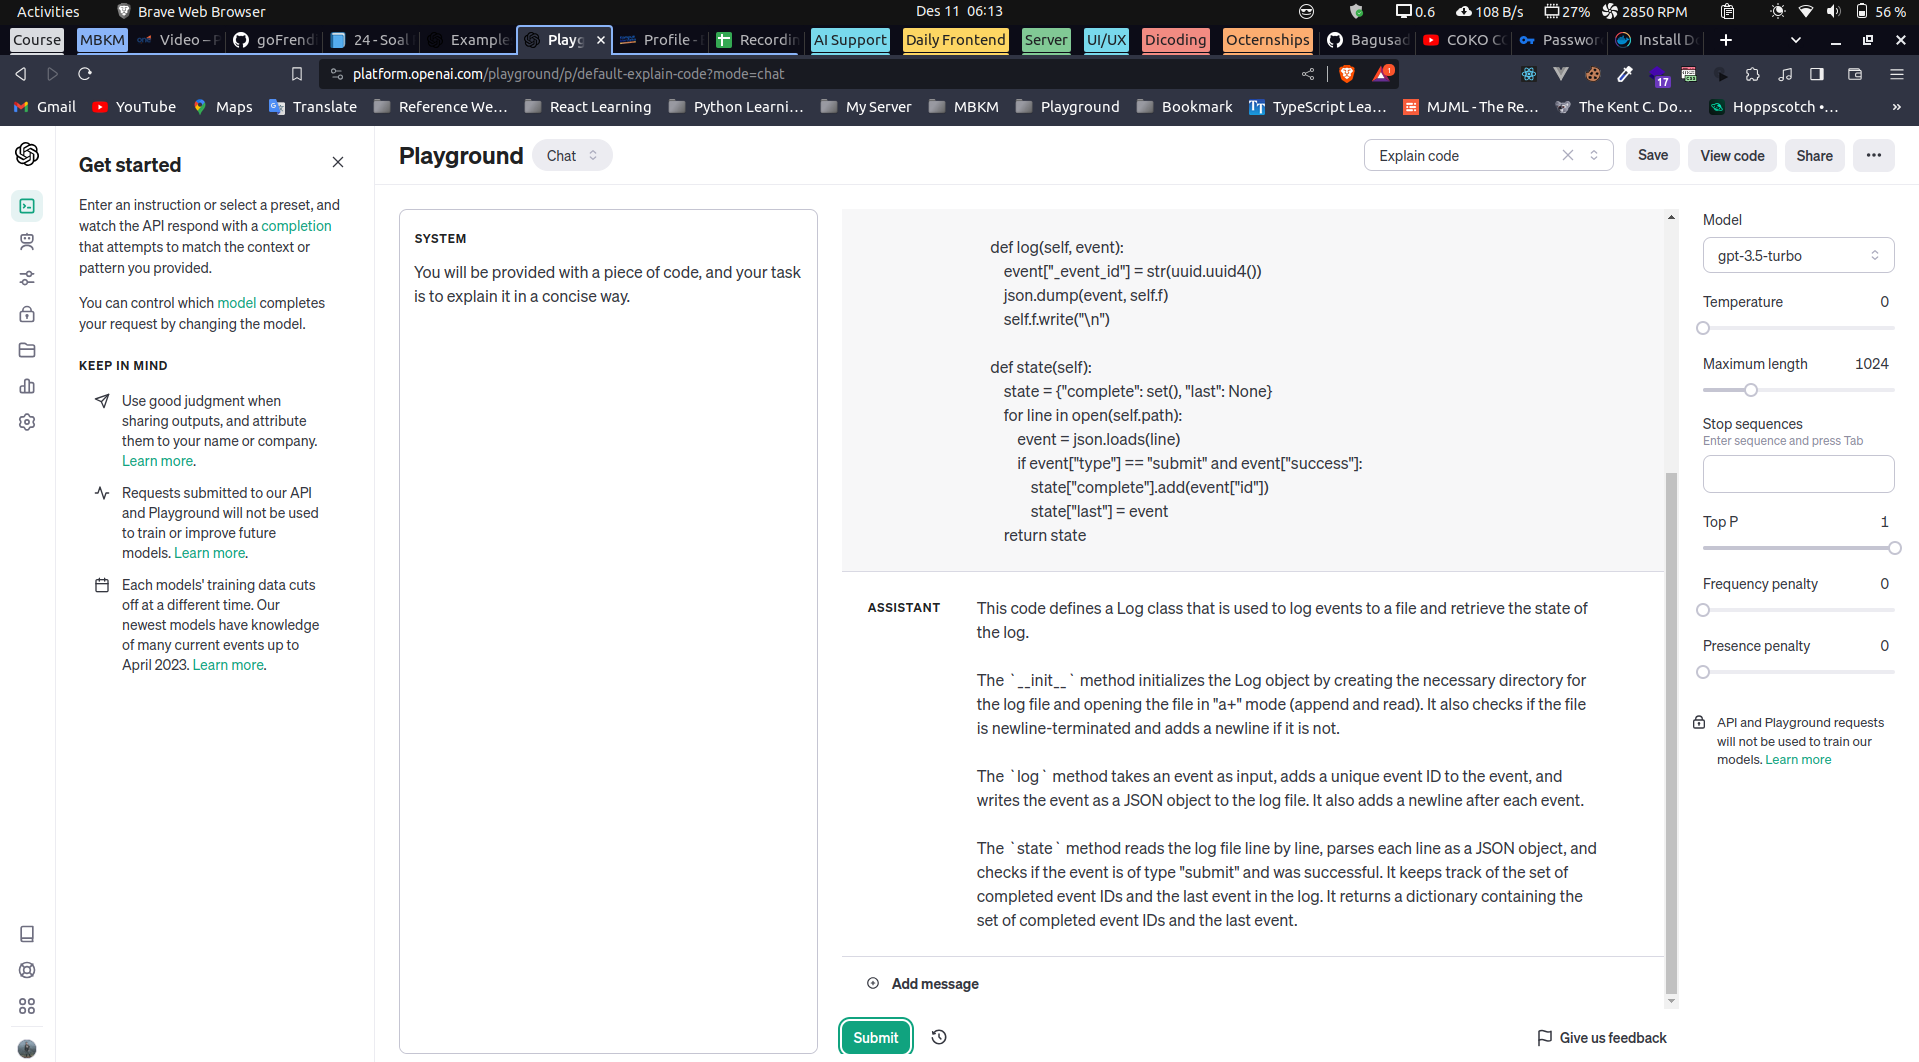 Activities
Brave Web Browser
Des 11 06:13
0.6
108 B/s
27%
2850 RPM
56 %
Course
MBKM
Video – P
goFrendi
24 - Soal
Example
Playg
Profile -
Recordin
AI Support
Daily Frontend
Server
UI/UX
Dicoding
Octernships
Bagusad
COKO CO
Passwor
Install Do
platform.openai.com/playground/p/default-explain-code?mode=chat
1
17
Gmail
YouTube
Maps
Translate
Reference We...
React Learning
Python Learni...
My Server
MBKM
Playground
Bookmark
TypeScript Lea...
MJML - The Re...
The Kent C. Do...
Hoppscotch •...
»
Get started
Enter an instruction or select a preset, and
watch the API respond with a completion
that attempts to match the context or
pattern you provided.
You can control which model completes
your request by changing the model.
KEEP IN MIND
Use good judgment when
sharing outputs, and attribute
them to your name or company.
Learn more.
Requests submitted to our API
and Playground will not be used
to train or improve future
models. Learn more.
Each models' training data cuts
off at a different time. Our
newest models have knowledge
of many current events up to
April 2023. Learn more.
Playground
Chat
Explain code
Save
View code
Share
SYSTEM
You will be provided with a piece of code, and your task
is to explain it in a concise way.
def log(self, event):
event["_event_id"] = str(uuid.uuid4())
json.dump(event, self.f)
self.f.write("\n")
def state(self):
state = {"complete": set(), "last": None}
for line in open(self.path):
event = json.loads(line)
if event["type"] == "submit" and event["success"]:
state["complete"].add(event["id"])
state["last"] = event
return state
ASSISTANT
This code defines a Log class that is used to log events to a file and retrieve the state of
the log.
The `__init__` method initializes the Log object by creating the necessary directory for
the log file and opening the file in "a+" mode (append and read). It also checks if the file
is newline-terminated and adds a newline if it is not.
The `log` method takes an event as input, adds a unique event ID to the event, and
writes the event as a JSON object to the log file. It also adds a newline after each event.
The `state` method reads the log file line by line, parses each line as a JSON object, and
checks if the event is of type "submit" and was successful. It keeps track of the set of
completed event IDs and the last event in the log. It returns a dictionary containing the
set of completed event IDs and the last event.
Add message
Submit
Give us feedback
Model
gpt-3.5-turbo
Temperature 0
Maximum length 1024
Stop sequences
Enter sequence and press Tab
Top P 1
Frequency penalty 0
Presence penalty 0
API and Playground requests
will not be used to train our
models. Learn more